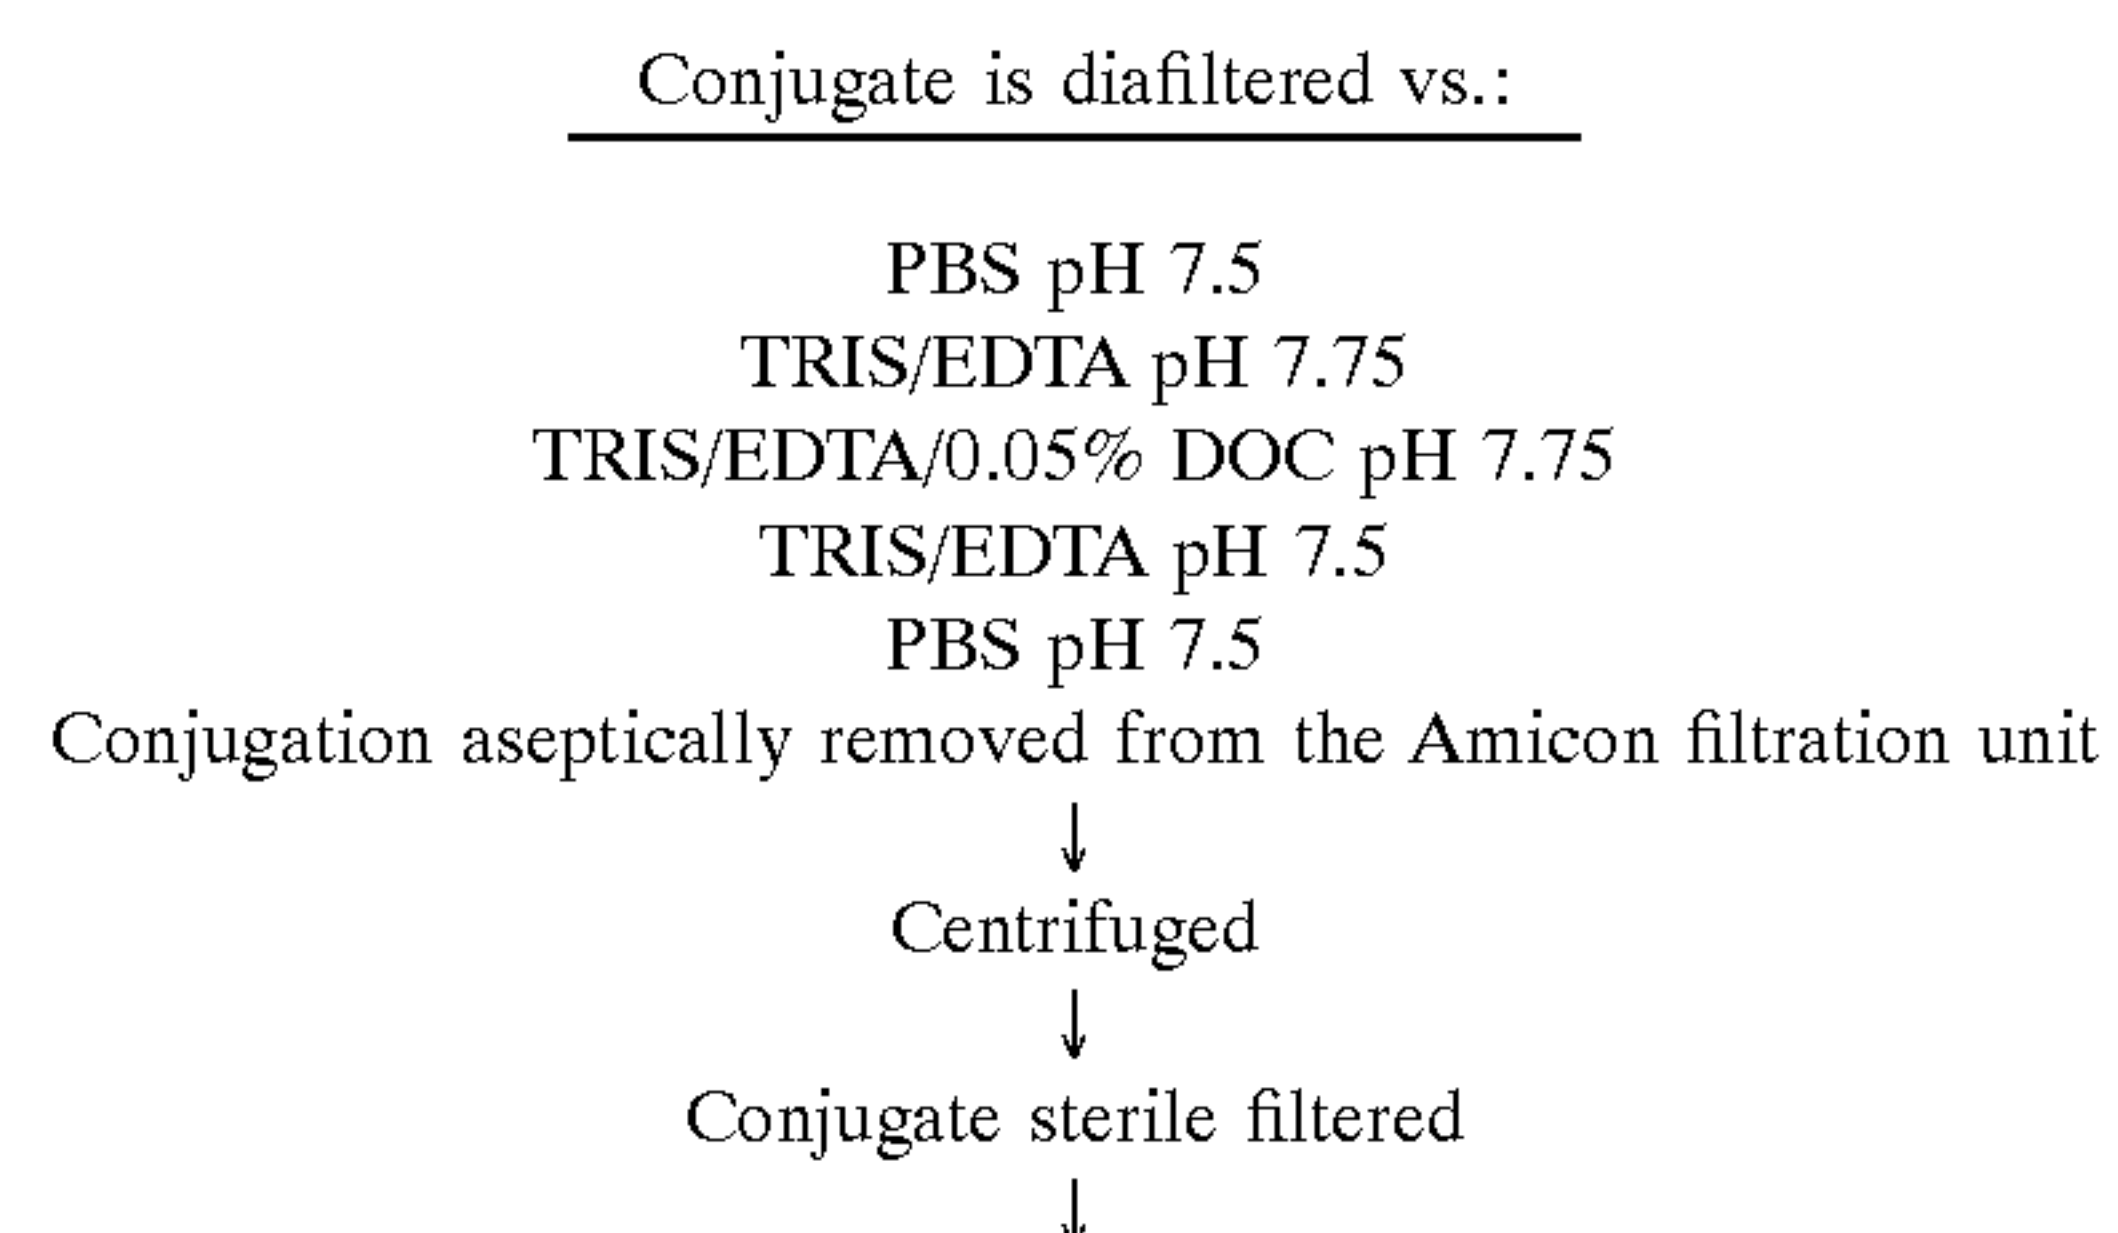 Conjugate is diafiltered vs.:
PBS pH 7.5
TRIS/EDTA pH 7.75
TRIS/EDTA/0.05% DOC pH 7.75
TRIS/EDTA pH 7.5
PBS pH 7.5
Conjugation aseptically removed from the Amicon filtration unit
↓
Centrifuged
↓
Conjugate sterile filtered
↓